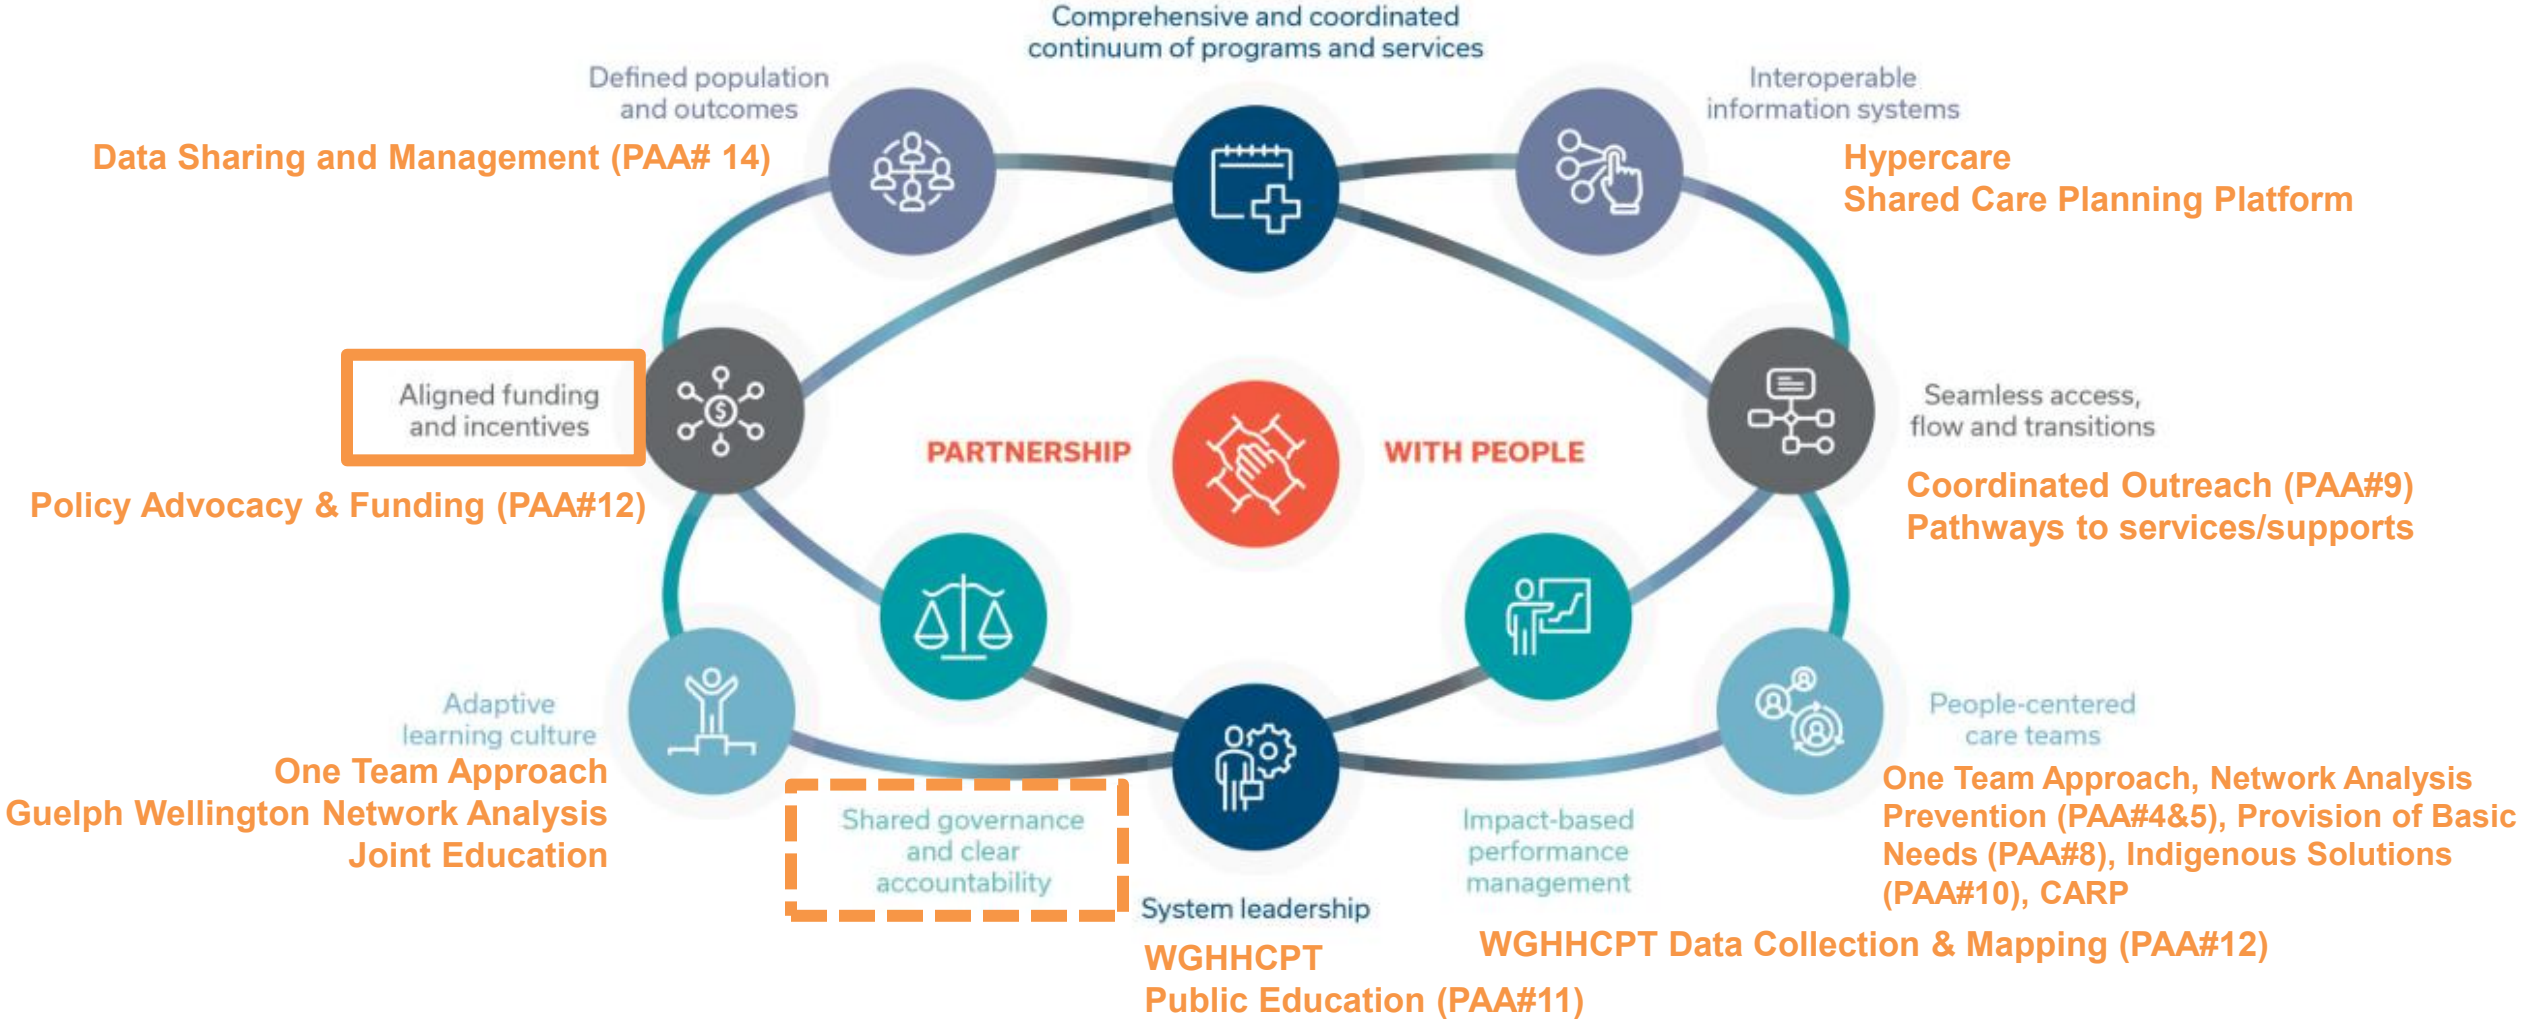 Comprehensive and coordinated
continuum of programs and services
Defined population
and outcomes
Data Sharing and Management (PAA# 14)
Interoperable
information systems
Hypercare
Shared Care Planning Platform
Aligned funding
and incentives
Policy Advocacy & Funding (PAA#12)
PARTNERSHIP
WITH PEOPLE
$
Seamless access,
flow and transitions
Coordinated Outreach (PAA#9)
Pathways to services/supports
Adaptive
learning culture
One Team Approach
Guelph Wellington Network Analysis
Joint Education
Shared governance
and clear
accountability
System leadership
WGHHCPT
Public Education (PAA#11)
Impact-based
performance
management
WGHHCPT Data Collection & Mapping (PAA#12)
People-centered
care teams
One Team Approach, Network Analysis
Prevention (PAA#4&5), Provision of Basic
Needs (PAA#8), Indigenous Solutions
(PAA#10), CARP